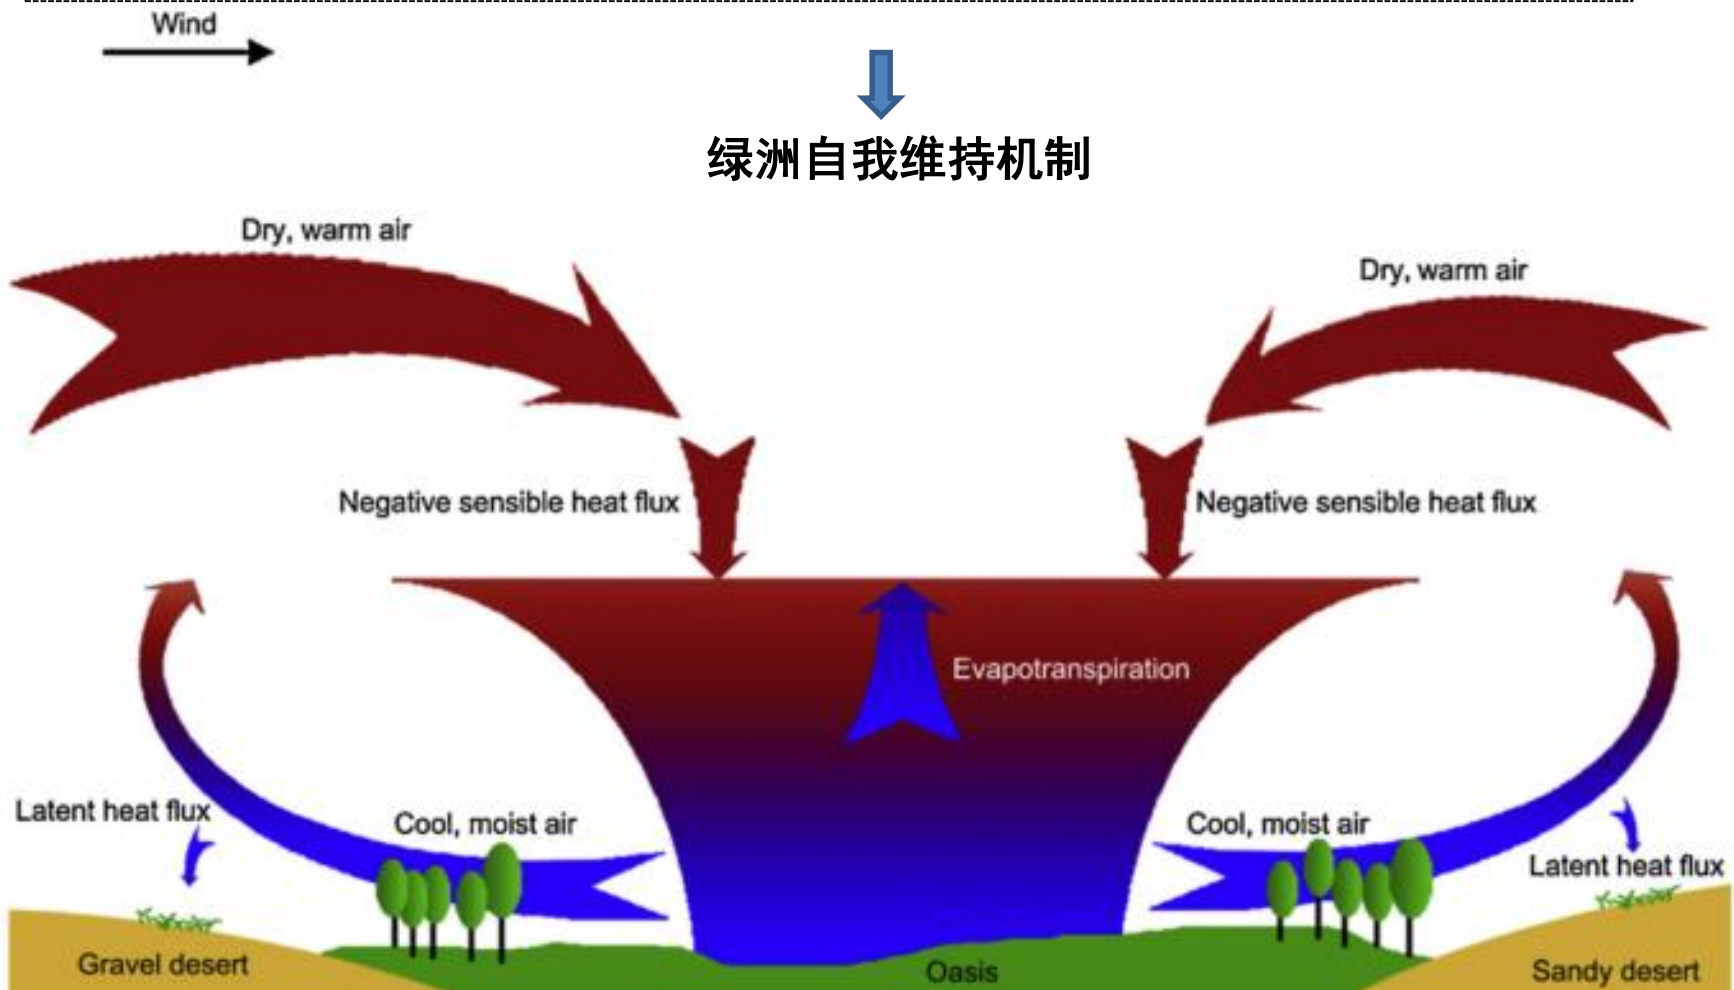 Wind
绿洲自我维持机制
Dry, warm air
Dry, warm air
Negative sensible heat flux
Negative sensible heat flux
Evapotranspiration
Latent heat flux
Cool, moist air
Cool, moist air
Latent heat flux
Gravel desert
Oasis
Sandy desert